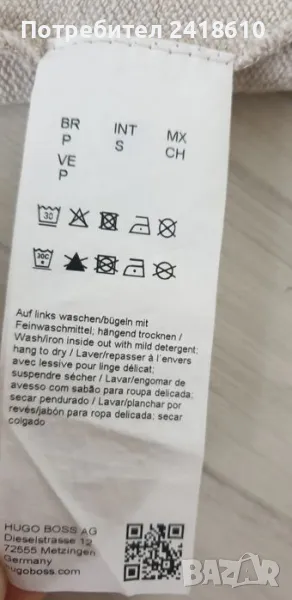 Потребител 2418610
BR INT MX
P S CH
VE
P
30
30C
Auf links waschen/bügeln mit
Feinwaschmittel; hängend trocknen /
Wash/iron inside out with mild detergent;
hang to dry / Laver/repasser à l'envers
avec lessive pour linge délicat;
suspendre sécher / Lavar/engomar de
avesso com sabão para roupa delicada;
secar pendurado / Lavar/planchar por
revés/jabón para ropa delicada; secar
colgado
HUGO BOSS AG
Dieselstrasse 12
72555 Metzingen
Germany
hugoboss.com
BAZAR